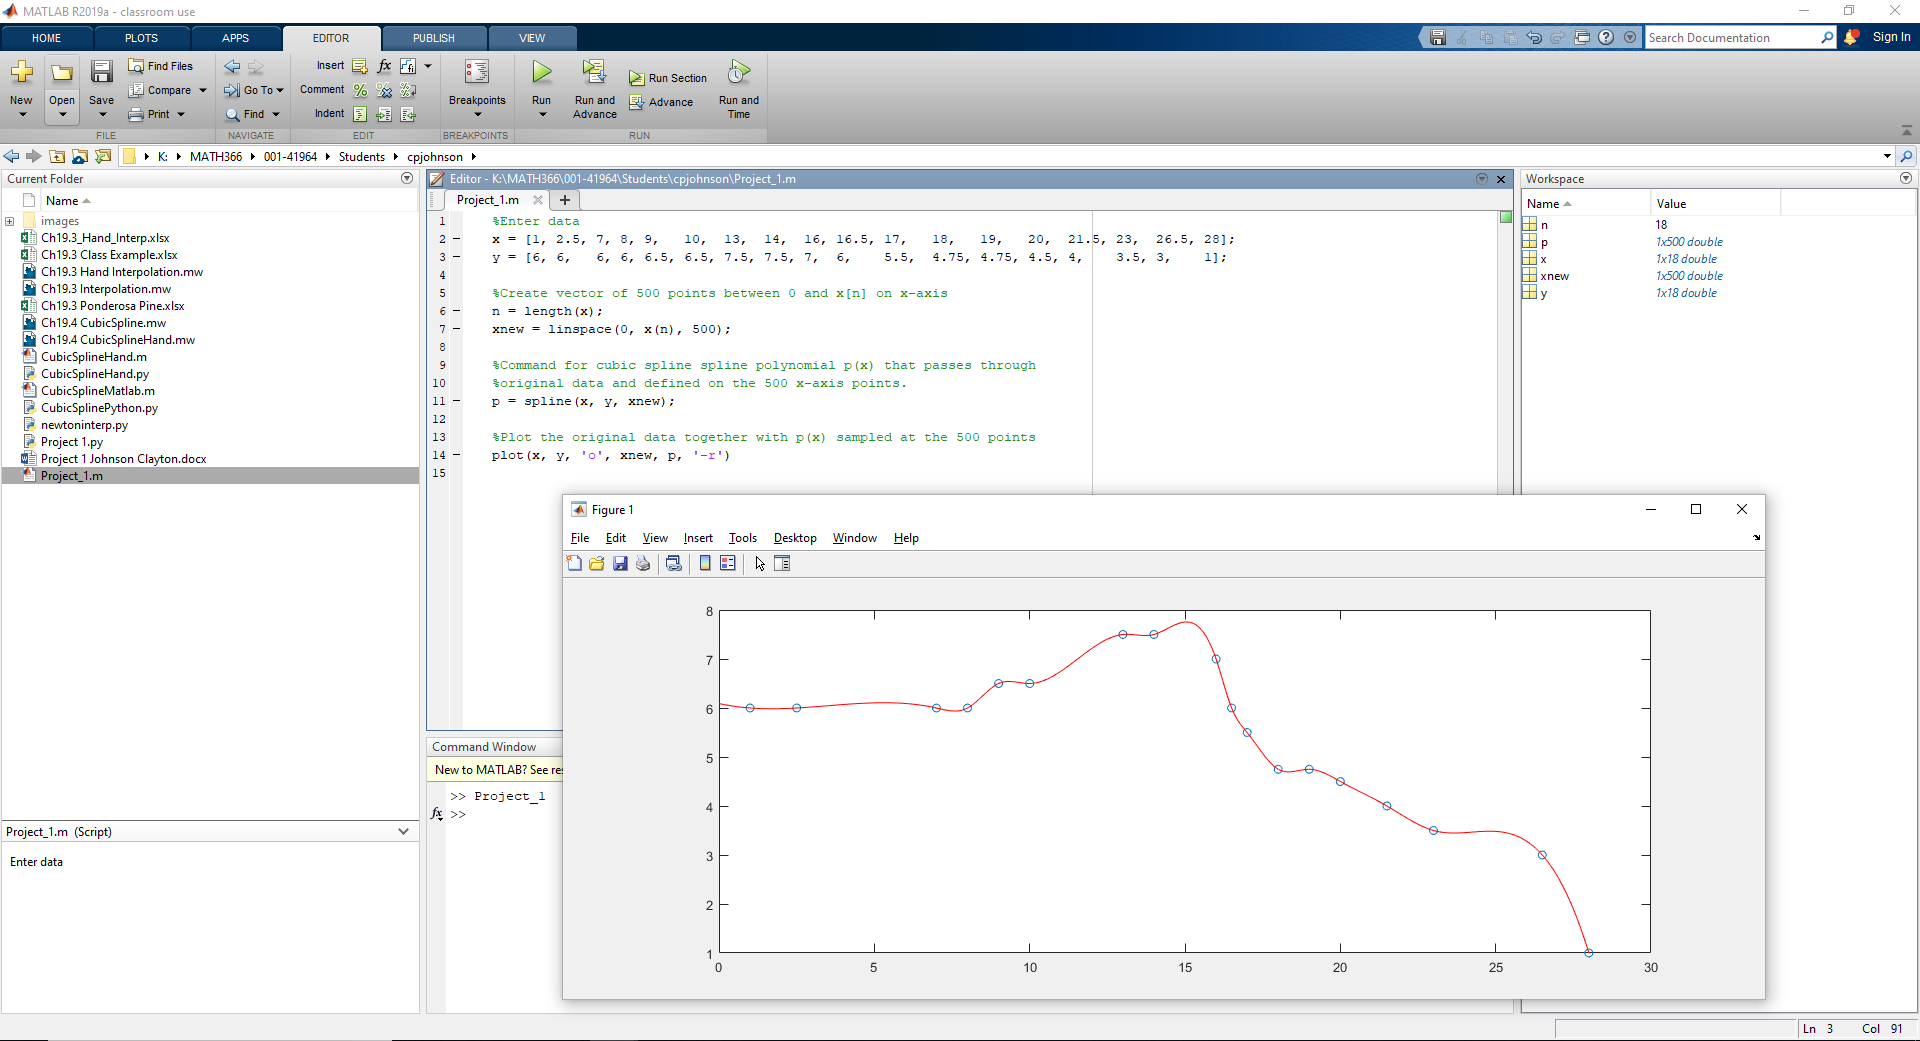 MATLAB R2019a - classroom use
HOME PLOTS APPS EDITOR PUBLISH VIEW
Search Documentation
Sign In
New
Open
Save
Find Files
Compare
Print
FILE
Go To
Find
NAVIGATE
Insert
Comment
Indent
EDIT
Breakpoints
BREAKPOINTS
Run
Run and Advance
Run Section
Advance
Run and Time
RUN
K: MATH366 001-41964 Students cpjohnson
Current Folder
Name
images
Ch19.3_Hand_Interp.xlsx
Ch19.3 Class Example.xlsx
Ch19.3 Hand Interpolation.mw
Ch19.3 Interpolation.mw
Ch19.3 Ponderosa Pine.xlsx
Ch19.4 CubicSpline.mw
Ch19.4 CubicSplineHand.mw
CubicSplineHand.m
CubicSplineHand.py
CubicSplineMatlab.m
CubicSplinePython.py
newtoninterp.py
Project 1.py
Project 1 Johnson Clayton.docx
Project_1.m
Project_1.m (Script)
Enter data
Editor - K:\MATH366\001-41964\Students\cpjohnson\Project_1.m
Project_1.m
1 %Enter data
2 - x = [1, 2.5, 7, 8, 9, 10, 13, 14, 16, 16.5, 17, 18, 19, 20, 21.5, 23, 26.5, 28];
3 - y = [6, 6, 6, 6, 6.5, 6.5, 7.5, 7.5, 7, 6, 5.5, 4.75, 4.75, 4.5, 4, 3.5, 3, 1];
4
5 %Create vector of 500 points between 0 and x[n] on x-axis
6 - n = length(x);
7 - xnew = linspace(0, x(n), 500);
8
9 %Command for cubic spline spline polynomial p(x) that passes through
10 %original data and defined on the 500 x-axis points.
11 - p = spline(x, y, xnew);
12
13 %Plot the original data together with p(x) sampled at the 500 points
14 - plot(x, y, 'o', xnew, p, '-r')
15
Command Window
New to MATLAB? See res
>> Project_1
fx >>
Workspace
Name Value
n 18
p 1x500 double
x 1x18 double
xnew 1x500 double
y 1x18 double
Figure 1
File Edit View Insert Tools Desktop Window Help
8
7
6
5
4
3
2
1
0 5 10 15 20 25 30
Ln 3 Col 91